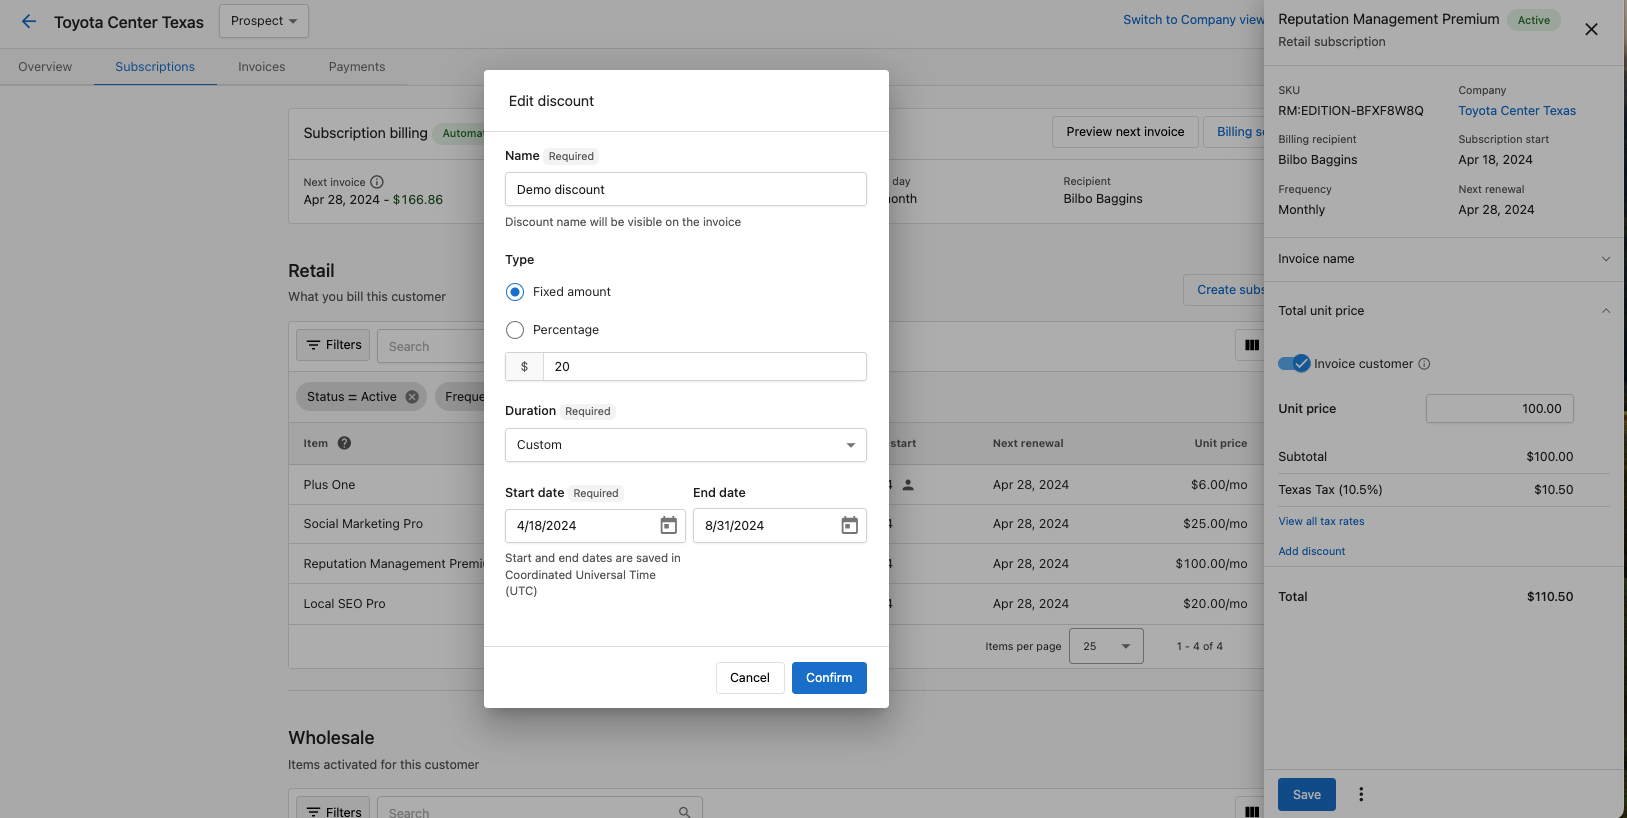 Toyota Center Texas
Prospect
Switch to Company view
Overview
Subscriptions
Invoices
Payments
Subscription billing
Next invoice
Apr 28, 2024 - $166.86
Preview next invoice
Billing
day
Recipient
Bilbo Baggins
Retail
What you bill this customer
Create
Filters
Search
Status = Active
Item
start
Next renewal
Unit price
Plus One
Apr 28, 2024
$6.00/mo
Social Marketing Pro
Apr 28, 2024
$25.00/mo
Reputation Management
Apr 28, 2024
$100.00/mo
Local SEO Pro
Apr 28, 2024
$20.00/mo
Items per page
25
1 - 4 of 4
Wholesale
Items activated for this customer
Filters
Search
Edit discount
Name Required
Demo discount
Discount name will be visible on the invoice
Type
Fixed amount
Percentage
$ 20
Duration Required
Custom
Start date Required
End date
4/18/2024
8/31/2024
Start and end dates are saved in
Coordinated Universal Time
(UTC)
Cancel
Confirm
Reputation Management Premium
Active
Retail subscription
SKU
Company
RM:EDITION-BFXF8W8Q
Toyota Center Texas
Billing recipient
Subscription start
Bilbo Baggins
Apr 18, 2024
Frequency
Next renewal
Monthly
Apr 28, 2024
Invoice name
Total unit price
Invoice customer
Unit price
100.00
Subtotal
$100.00
Texas Tax (10.5%)
$10.50
View all tax rates
Add discount
Total
$110.50
Save